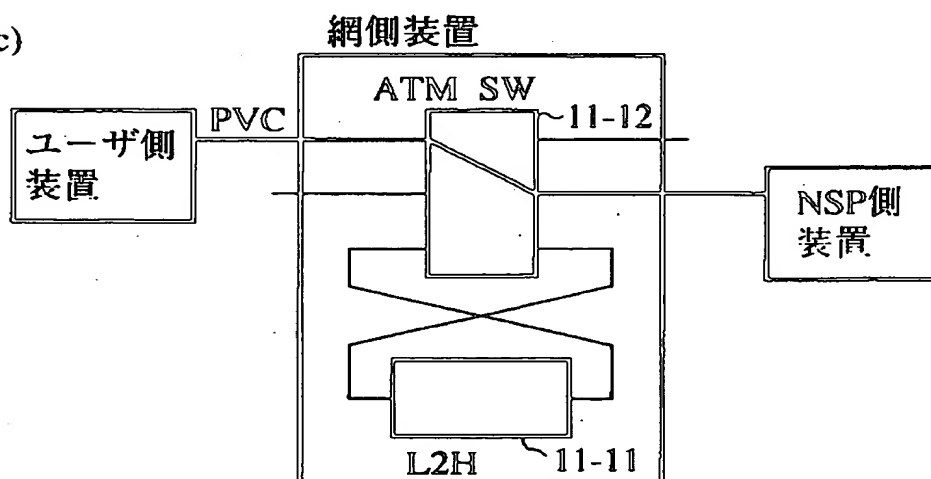 c)
網側装置
ATM SW
PVC
11-12
ユーザ側
装置
NSP側
装置
L2H
11-11